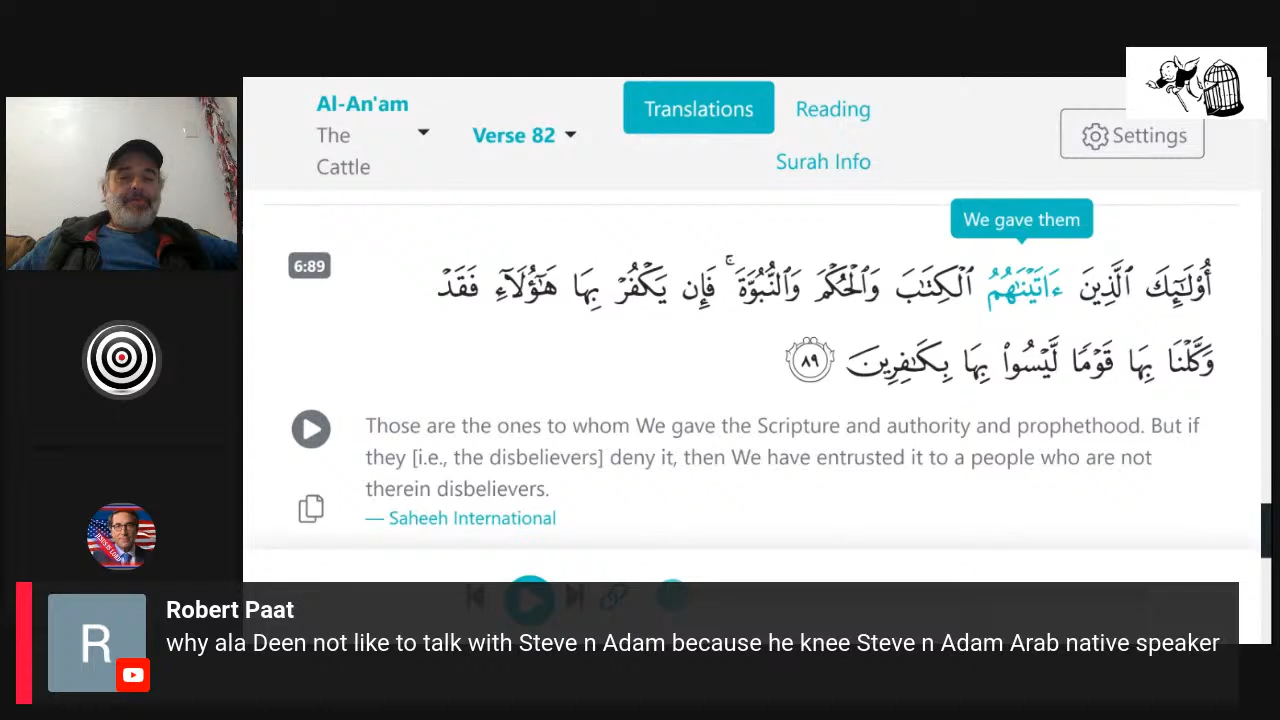 Al-An'am
The
Cattle
Verse 82
Translations
Reading
Surah Info
Settings
We gave them
6:89
أُو۟لَـٰٓئِكَ ٱلَّذِينَ ءَاتَيْنَـٰهُمُ ٱلْكِتَـٰبَ وَٱلْحُكْمَ وَٱلنُّبُوَّةَ ۚ فَإِن يَكْفُرْ بِهَا هَـٰٓؤُلَآءِ فَقَدْ
وَكَّلْنَا بِهَا قَوْمًا لَّيْسُوا۟ بِهَا بِكَـٰفِرِينَ ٨٩
Those are the ones to whom We gave the Scripture and authority and prophethood. But if
they [i.e., the disbelievers] deny it, then We have entrusted it to a people who are not
therein disbelievers.
— Saheeh International
Robert Paat
R
why ala Deen not like to talk with Steve n Adam because he knee Steve n Adam Arab native speaker